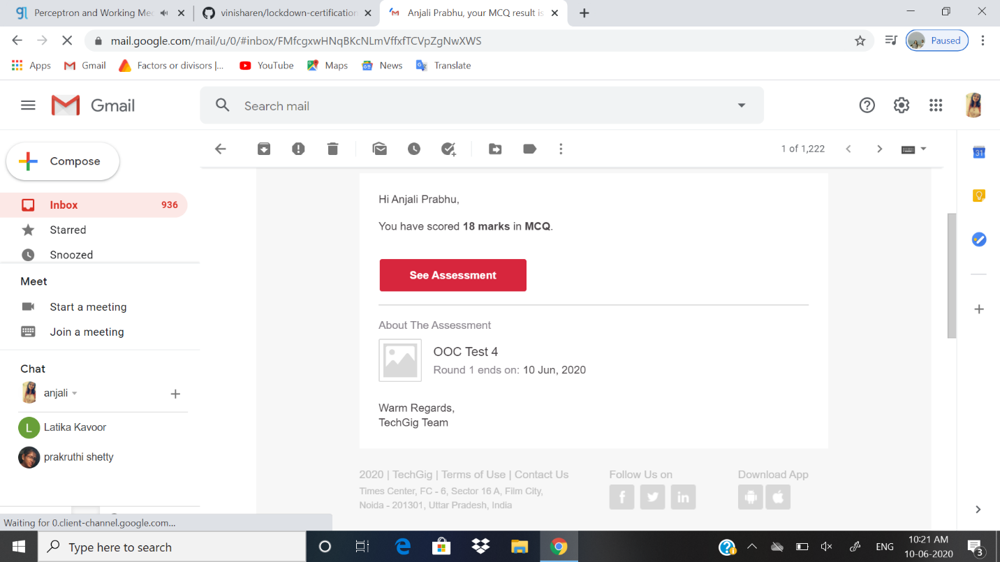 Perceptron and Working Me
vinisharen/lockdown-certification
Anjali Prabhu, your MCQ result is
mail.google.com/mail/u/0/#inbox/FMfcgxwHNqBKcNLmVffxfTCVpZgNwXWS
Paused
Apps
Gmail
Factors or divisors |...
YouTube
Maps
News
Translate
Gmail
Search mail
Compose
1 of 1,222
31
Inbox 936
Starred
Snoozed
Meet
Start a meeting
Join a meeting
Chat
anjali
L
Latika Kavoor
prakruthi shetty
Hi Anjali Prabhu,
You have scored 18 marks in MCQ.
See Assessment
About The Assessment
OOC Test 4
Round 1 ends on: 10 Jun, 2020
Warm Regards,
TechGig Team
2020 | TechGig | Terms of Use | Contact Us
Times Center, FC - 6, Sector 16 A, Film City,
Noida - 201301, Uttar Pradesh, India
Follow Us on
Download App
Waiting for 0.client-channel.google.com...
Type here to search
ENG
10:21 AM
10-06-2020
3